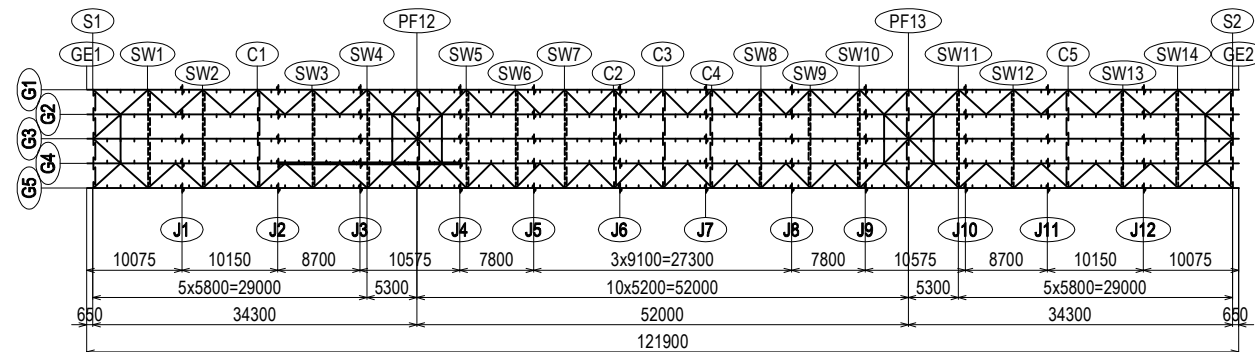 S1 PF12 PF13 S2
GE1 SW1 C1 SW4 SW5 SW7 C3 SW8 SW10 SW11 C5 SW14 GE2
SW2 SW3 SW6 C2 C4 SW9 SW12 SW13
G1
G2
G3
G4
G5
J1 J2 J3 J4 J5 J6 J7 J8 J9 J10 J11 J12
10075 10150 8700 10575 7800 3x9100=27300 7800 10575 8700 10150 10075
5x5800=29000 5300 10x5200=52000 5300 5x5800=29000
650 34300 52000 34300 650
121900